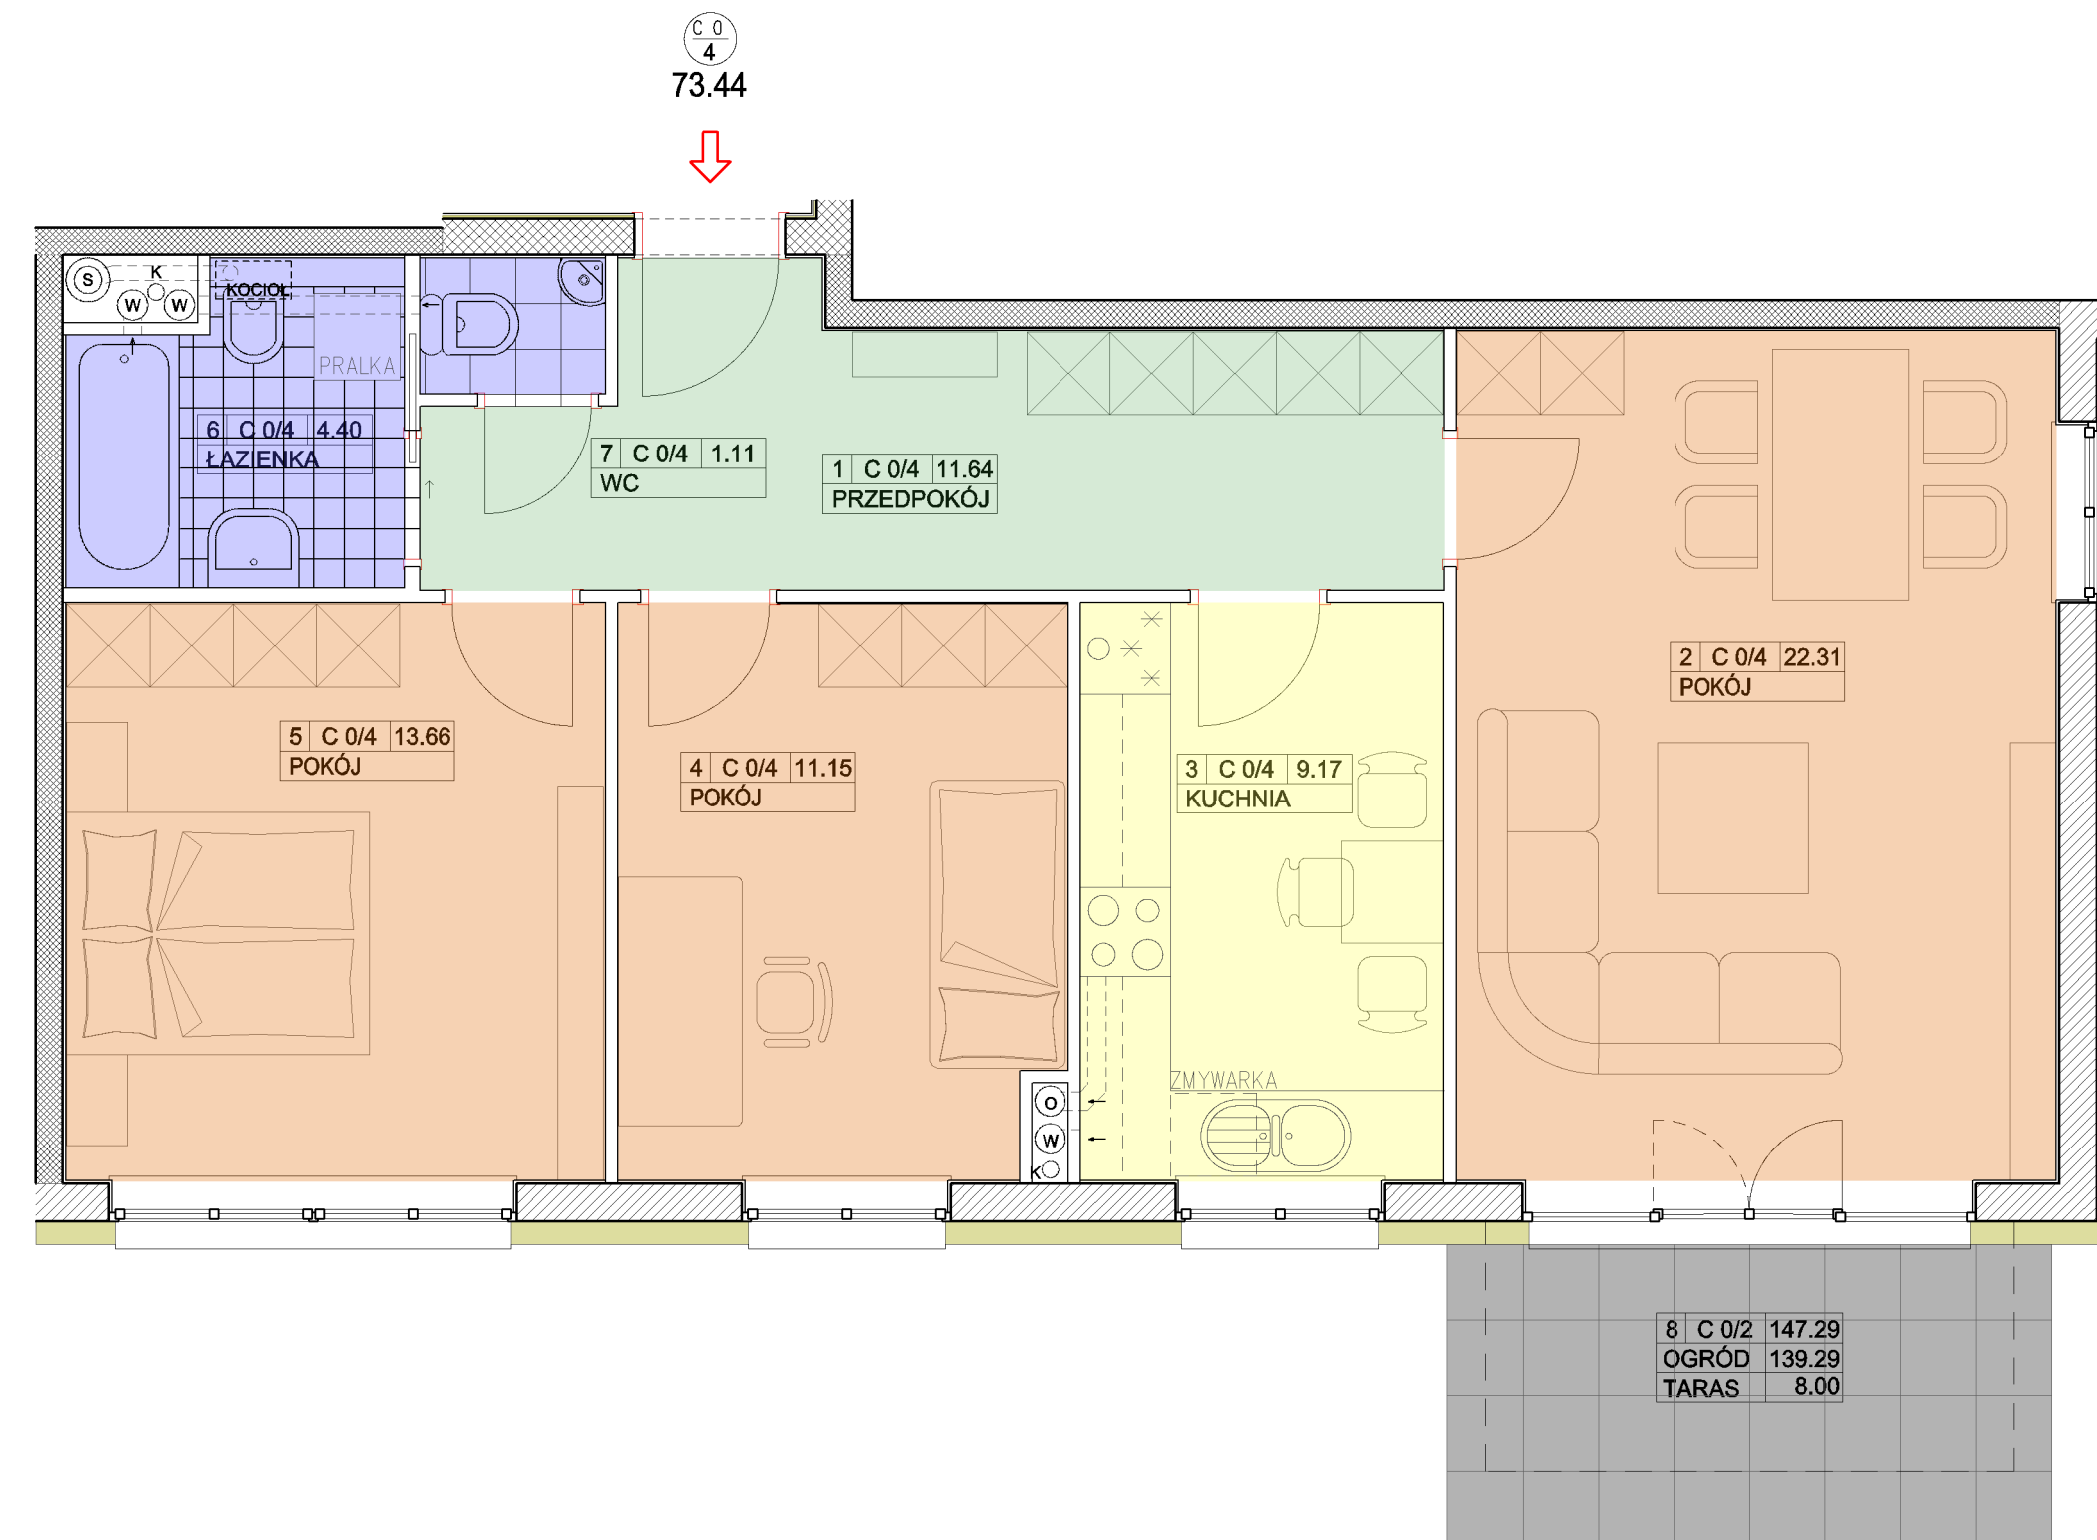 C 0
4
73.44
S K
W W
KOCIOŁ
PRALKA
6 C 0/4 4.40
ŁAZIENKA
7 C 0/4 1.11
WC
1 C 0/4 11.64
PRZEDPOKÓJ
2 C 0/4 22.31
POKÓJ
5 C 0/4 13.66
POKÓJ
4 C 0/4 11.15
POKÓJ
3 C 0/4 9.17
KUCHNIA
ZMYWARKA
O
W
K
8 C 0/2 147.29
OGRÓD 139.29
TARAS 8.00